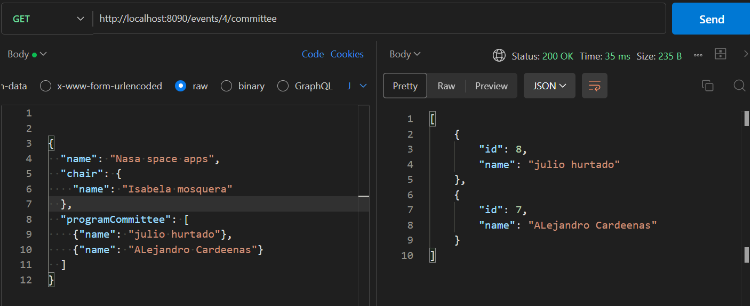 GET http://localhost:8090/events/4/committee Send
Body Code Cookies
n-data x-www-form-urlencoded raw binary GraphQL
1
2
3 {
4 "name": "Nasa space apps",
5 "chair": {
6 "name": "Isabela mosquera"
7 },
8 "programCommittee": [
9 {"name": "julio hurtado"},
10 {"name": "ALejandro Cardeenas"}
11 ]
12 }
Body Status: 200 OK Time: 35 ms Size: 235 B
Pretty Raw Preview JSON
1 [
2 {
3 "id": 8,
4 "name": "julio hurtado"
5 },
6 {
7 "id": 7,
8 "name": "ALejandro Cardeenas"
9 }
10 ]